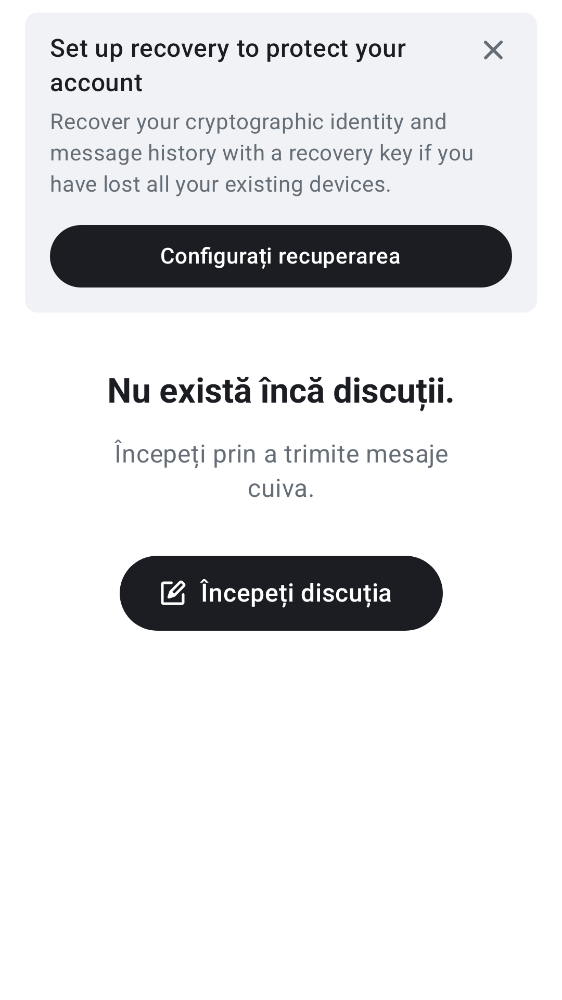 Set up recovery to protect your
account
Recover your cryptographic identity and
message history with a recovery key if you
have lost all your existing devices.
Configurați recuperarea
Nu există încă discuții.
Începeți prin a trimite mesaje
cuiva.
Începeți discuția